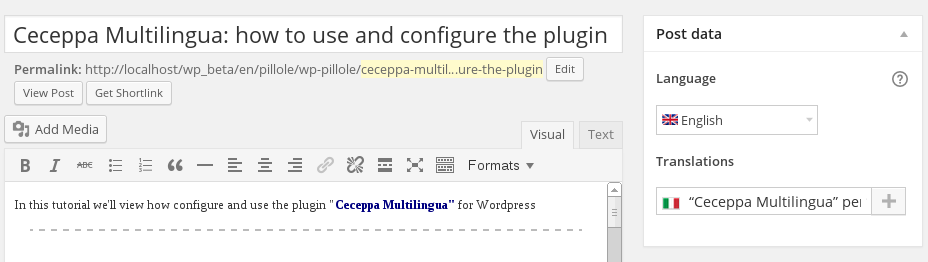 Ceceppa Multilingua: how to use and configure the plugin
Permalink: http://localhost/wp_beta/en/pillole/wp-pillole/ceceppa-multil...ure-the-plugin Edit
View Post Get Shortlink
Add Media
Visual Text
B I ABC Formats
In this tutorial we'll view how configure and use the plugin "Ceceppa Multilingua" for Wordpress
Post data
Language ?
English
Translations
“Ceceppa Multilingua” per